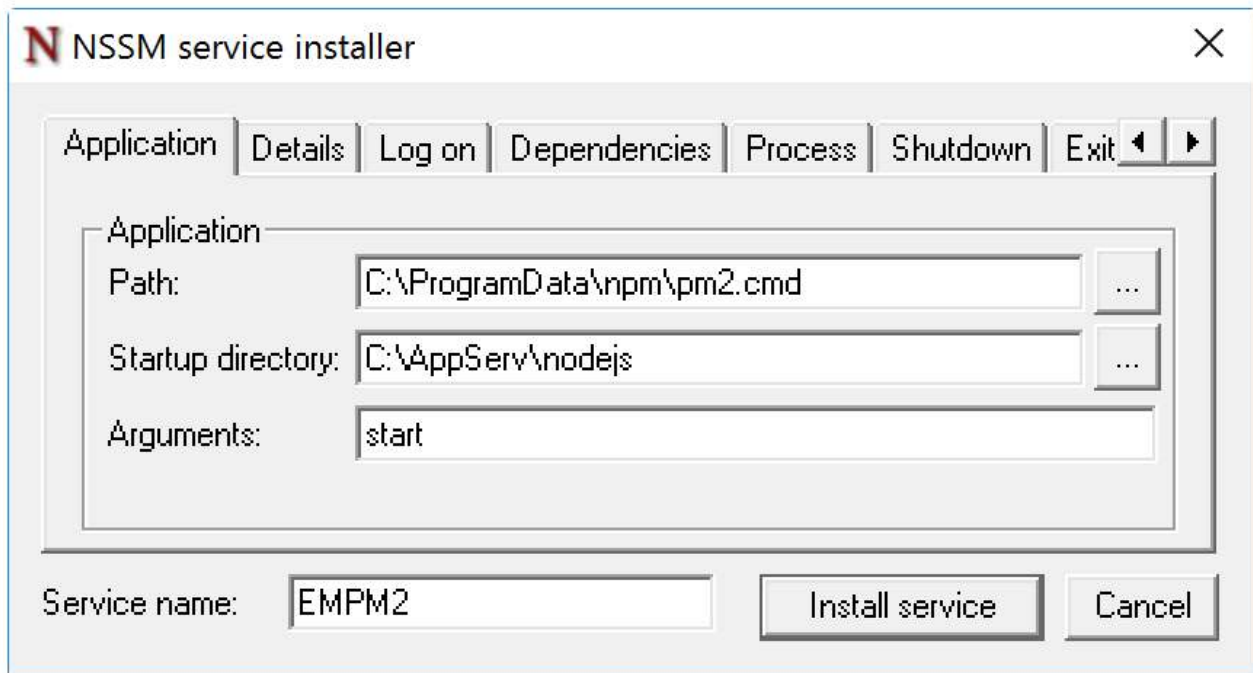 N NSSM service installer
Application Details Log on Dependencies Process Shutdown Exit
Application
Path: C:\ProgramData\npm\pm2.cmd ...
Startup directory: C:\AppServ\nodejs ...
Arguments: start
Service name: EMPM2 Install service Cancel